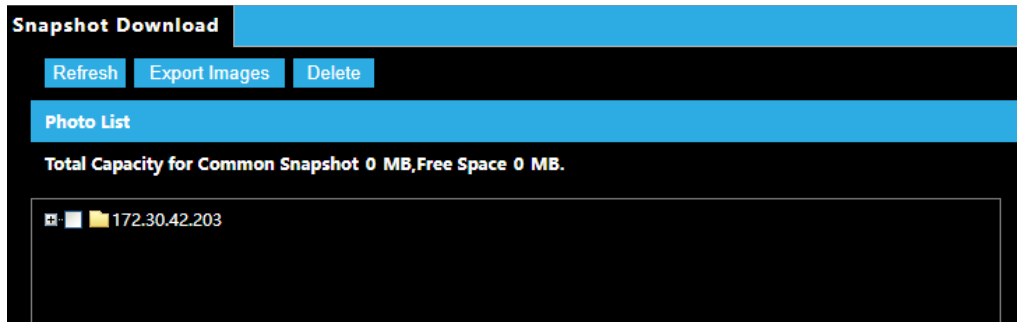 Snapshot Download
Refresh Export Images Delete
Photo List
Total Capacity for Common Snapshot 0 MB,Free Space 0 MB.
172.30.42.203